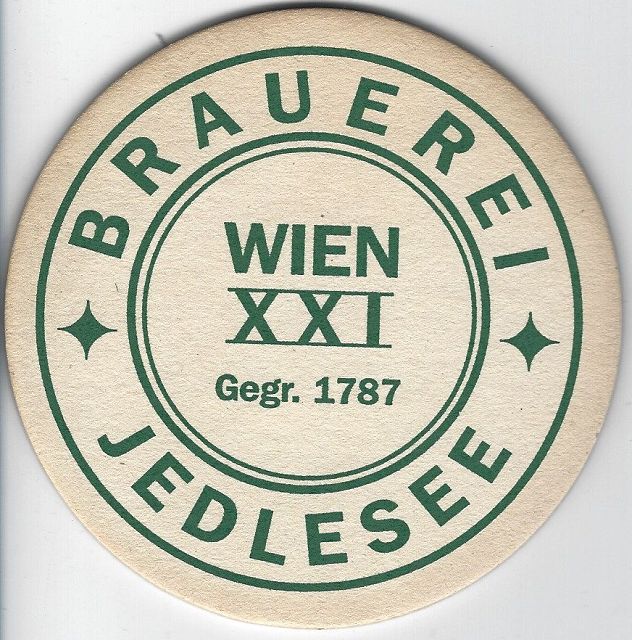 BRAUEREI
WIEN
XXI
Gegr. 1787
JEDLESEE